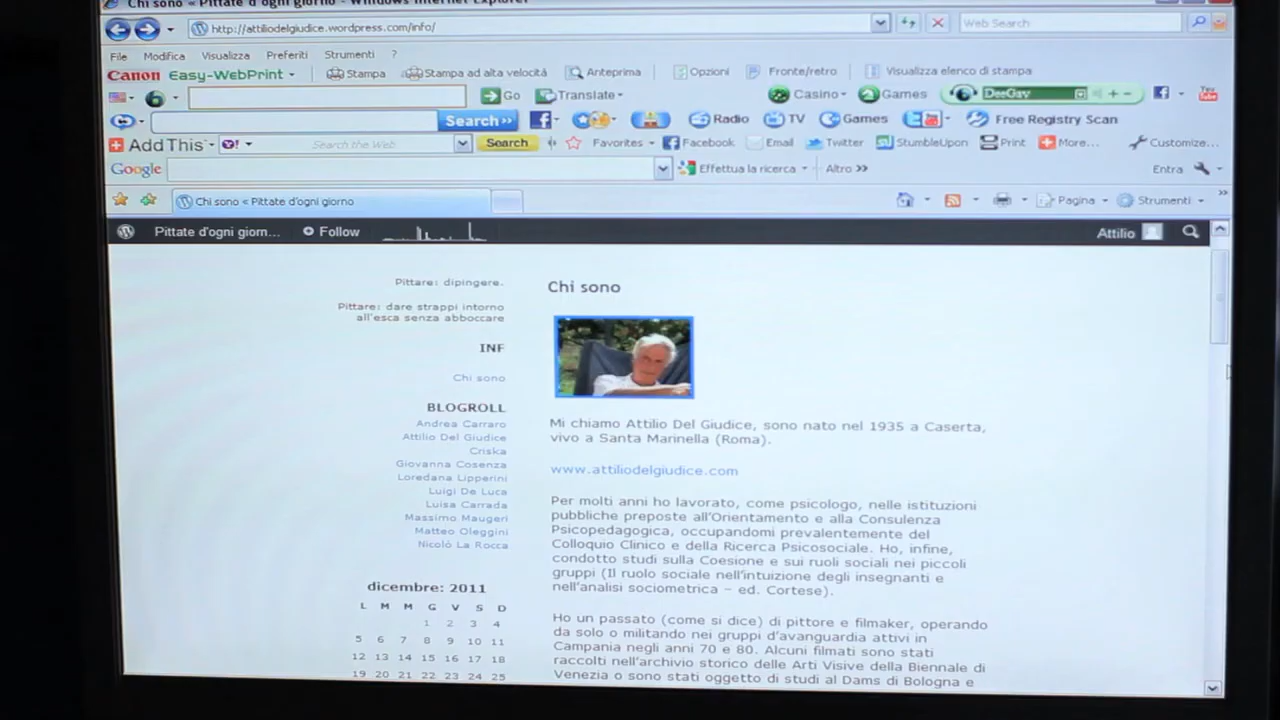 Chi sono « Pittate d'ogni giorno - Windows Internet Explorer
http://attiliodelgiudice.wordpress.com/info/
Web Search
File Modifica Visualizza Preferiti Strumenti ?
Canon Easy-WebPrint Stampa Stampa ad alta velocità Anteprima Opzioni Fronte/retro Visualizza elenco di stampa
Go Translate Casino Games DeeGay You Tube
Search >> Radio TV Games Free Registry Scan
Add This Y! Search the Web Search Favorites Facebook Email Twitter StumbleUpon Print More... Customize...
Google Effettua la ricerca Altro >> Entra
Chi sono « Pittate d'ogni giorno Pagina Strumenti >>
Pittate d'ogni giorn... Follow Attilio
Pittare: dipingere.
Pittare: dare strappi intorno
all'esca senza abboccare
INF
Chi sono
BLOGROLL
Andrea Carraro
Attilio Del Giudice
Criska
Giovanna Cosenza
Loredana Lipperini
Luigi De Luca
Luisa Carrada
Massimo Maugeri
Matteo Oleggini
Nicolò La Rocca
dicembre: 2011
L M M G V S D
1 2 3 4
5 6 7 8 9 10 11
12 13 14 15 16 17 18
19 20 21 22 23 24 25
Chi sono
Mi chiamo Attilio Del Giudice, sono nato nel 1935 a Caserta,
vivo a Santa Marinella (Roma).
www.attiliodelgiudice.com
Per molti anni ho lavorato, come psicologo, nelle istituzioni
pubbliche preposte all'Orientamento e alla Consulenza
Psicopedagogica, occupandomi prevalentemente del
Colloquio Clinico e della Ricerca Psicosociale. Ho, infine,
condotto studi sulla Coesione e sui ruoli sociali nei piccoli
gruppi (Il ruolo sociale nell'intuizione degli insegnanti e
nell'analisi sociometrica – ed. Cortese).
Ho un passato (come si dice) di pittore e filmaker, operando
da solo o militando nei gruppi d'avanguardia attivi in
Campania negli anni 70 e 80. Alcuni filmati sono stati
raccolti nell'archivio storico delle Arti Visive della Biennale di
Venezia o sono stati oggetto di studi al Dams di Bologna e